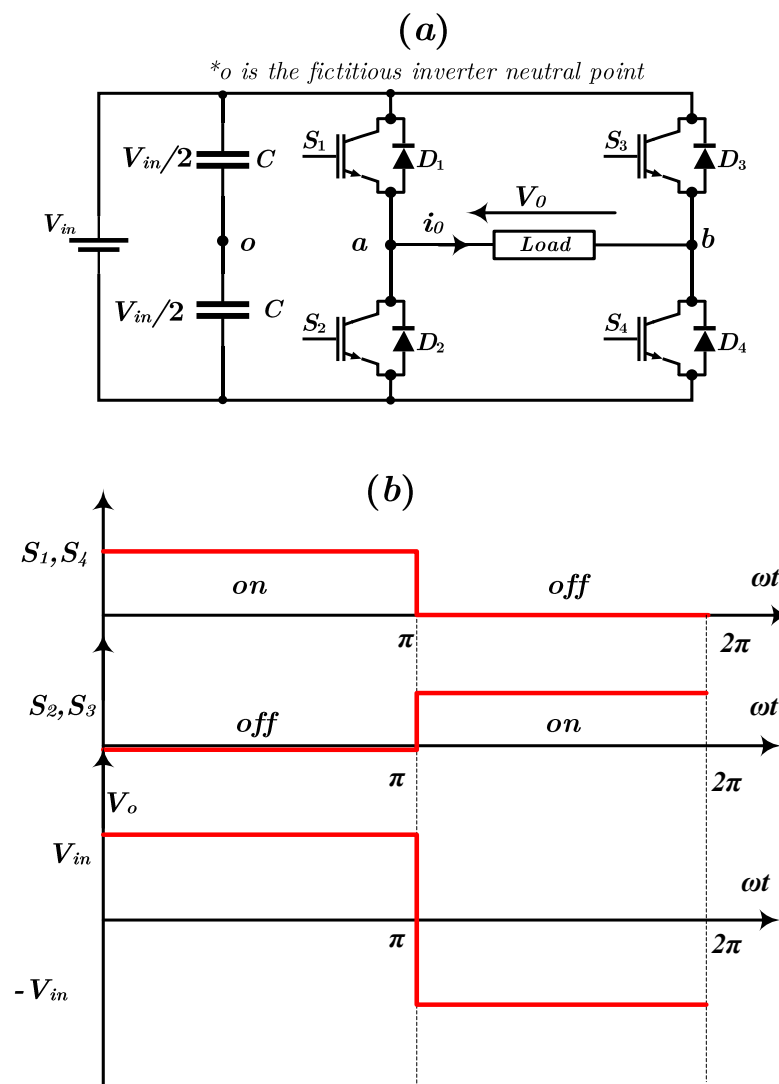 (a)
*o is the fictitious inverter neutral point
S₁ D₁ S₃ D₃
Vin/2 C
V₀
Vin
o a i₀ Load b
Vin/2 C
S₂ D₂ S₄ D₄
(b)
S₁,S₄
on off ωt
π 2π
S₂,S₃
off on ωt
π 2π
Vo
Vin
ωt
π 2π
-Vin